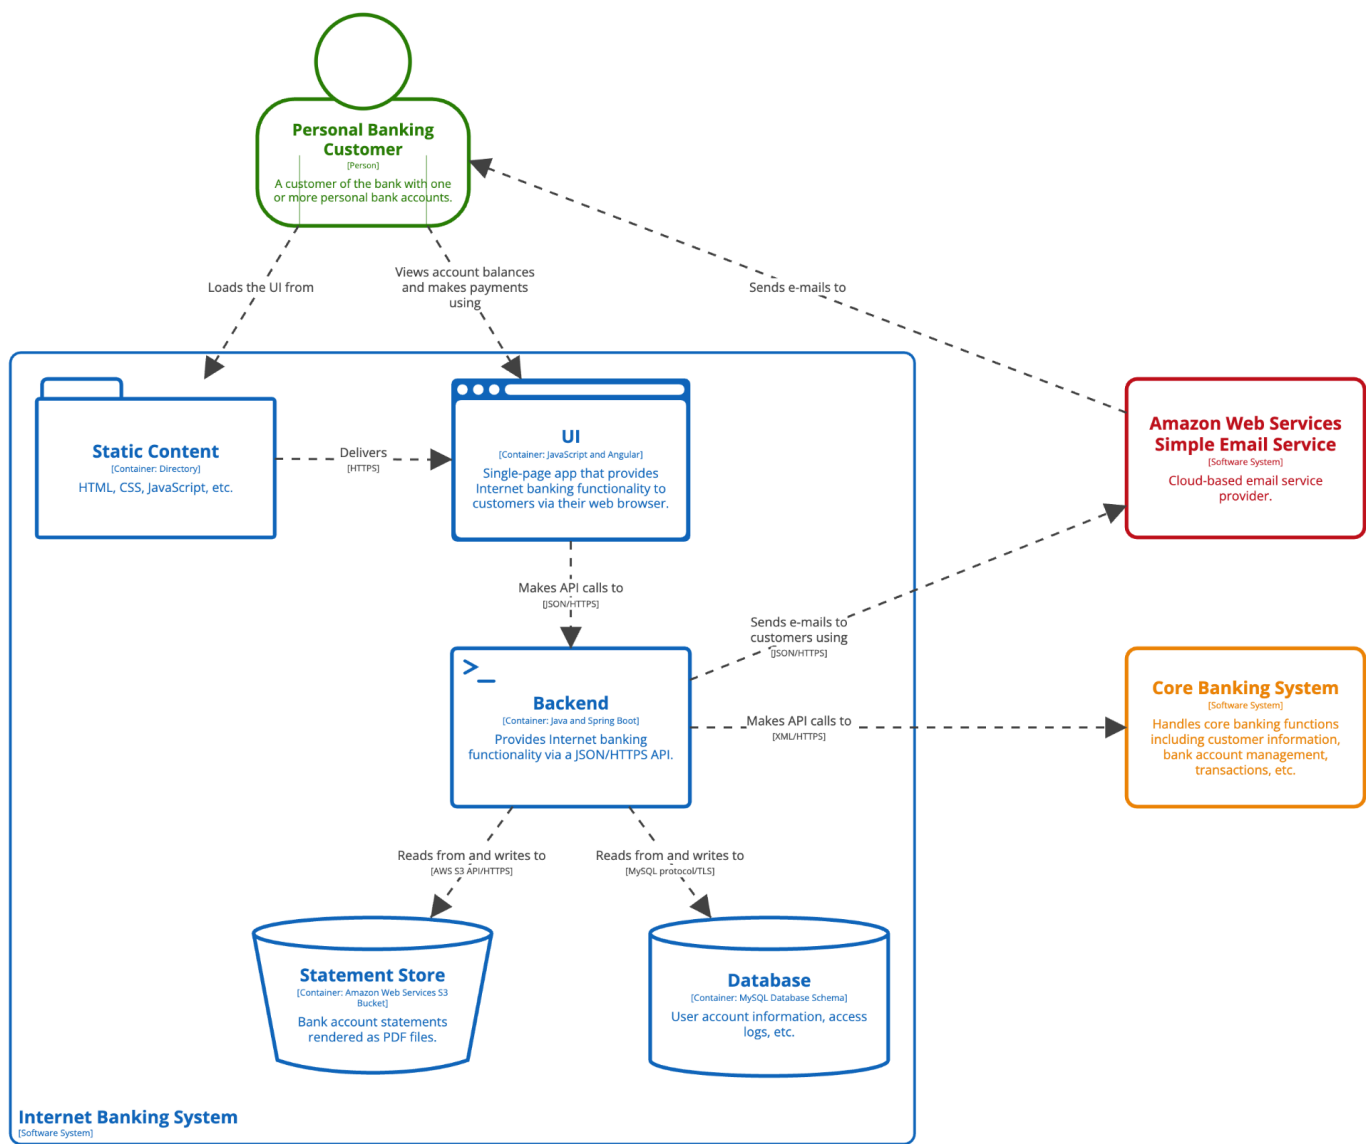 Personal Banking
Customer
[Person]
A customer of the bank with one
or more personal bank accounts.
Loads the UI from
Views account balances
and makes payments
using
Sends e-mails to
Static Content
[Container: Directory]
HTML, CSS, JavaScript, etc.
Delivers
[HTTPS]
UI
[Container: JavaScript and Angular]
Single-page app that provides
Internet banking functionality to
customers via their web browser.
Amazon Web Services
Simple Email Service
[Software System]
Cloud-based email service
provider.
Makes API calls to
[JSON/HTTPS]
Sends e-mails to
customers using
[JSON/HTTPS]
>_
Backend
[Container: Java and Spring Boot]
Provides Internet banking
functionality via a JSON/HTTPS API.
Makes API calls to
[XML/HTTPS]
Core Banking System
[Software System]
Handles core banking functions
including customer information,
bank account management,
transactions, etc.
Reads from and writes to
[AWS S3 API/HTTPS]
Reads from and writes to
[MySQL protocol/TLS]
Statement Store
[Container: Amazon Web Services S3
Bucket]
Bank account statements
rendered as PDF files.
Database
[Container: MySQL Database Schema]
User account information, access
logs, etc.
Internet Banking System
[Software System]